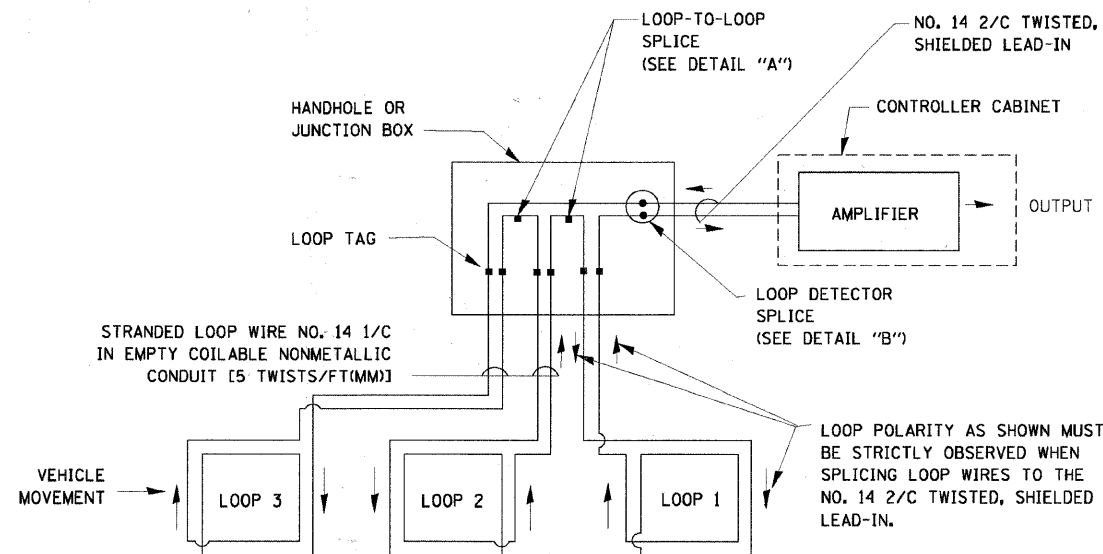 LOOP-TO-LOOP
SPLICE
(SEE DETAIL "A")
NO. 14 2/C TWISTED,
SHIELDED LEAD-IN
HANDHOLE OR
JUNCTION BOX
CONTROLLER CABINET
AMPLIFIER
OUTPUT
LOOP TAG
LOOP DETECTOR
SPLICE
(SEE DETAIL "B")
STRANDED LOOP WIRE NO. 14 1/C
IN EMPTY COILABLE NONMETALLIC
CONDUIT [5 TWISTS/FT(MM)]
LOOP POLARITY AS SHOWN MUST
BE STRICTLY OBSERVED WHEN
SPLICING LOOP WIRES TO THE
NO. 14 2/C TWISTED, SHIELDED
LEAD-IN.
VEHICLE
MOVEMENT
LOOP 3
LOOP 2
LOOP 1